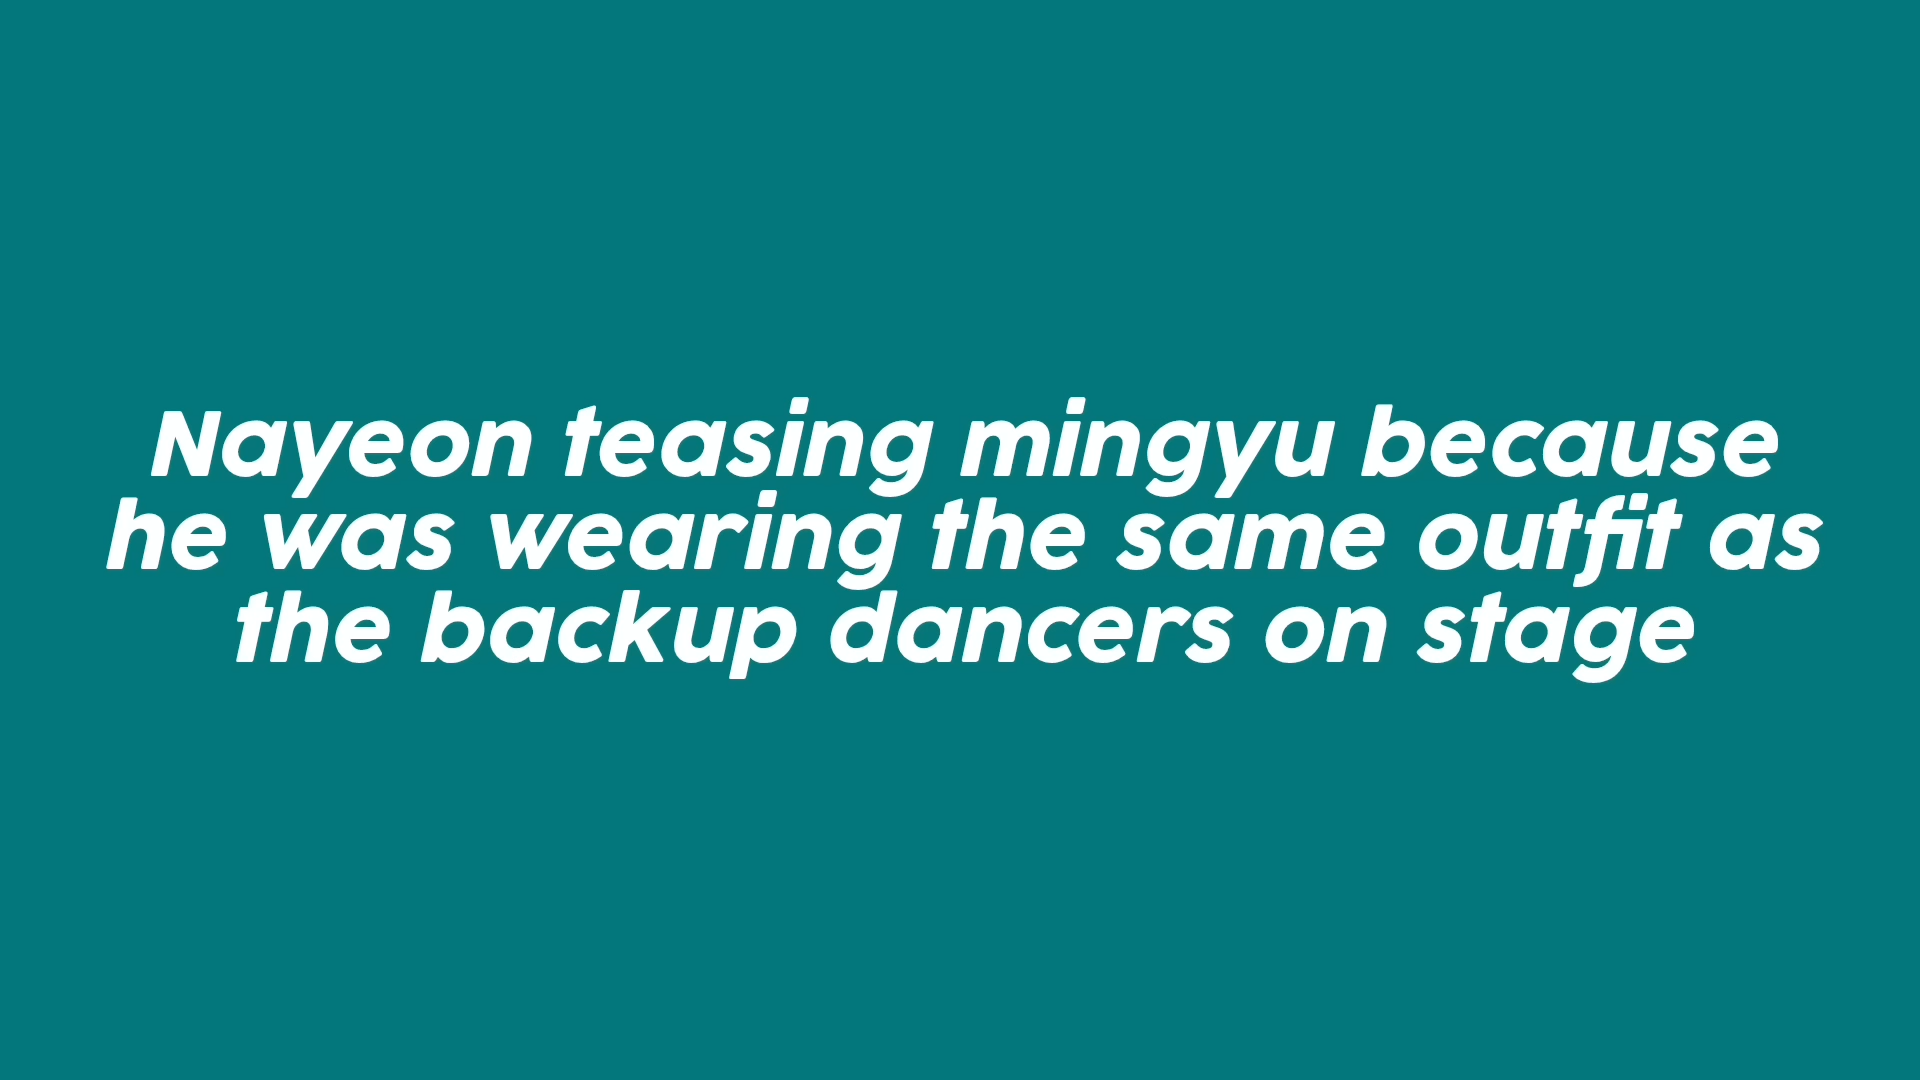 Nayeon teasing mingyu because
he was wearing the same outfit as
the backup dancers on stage